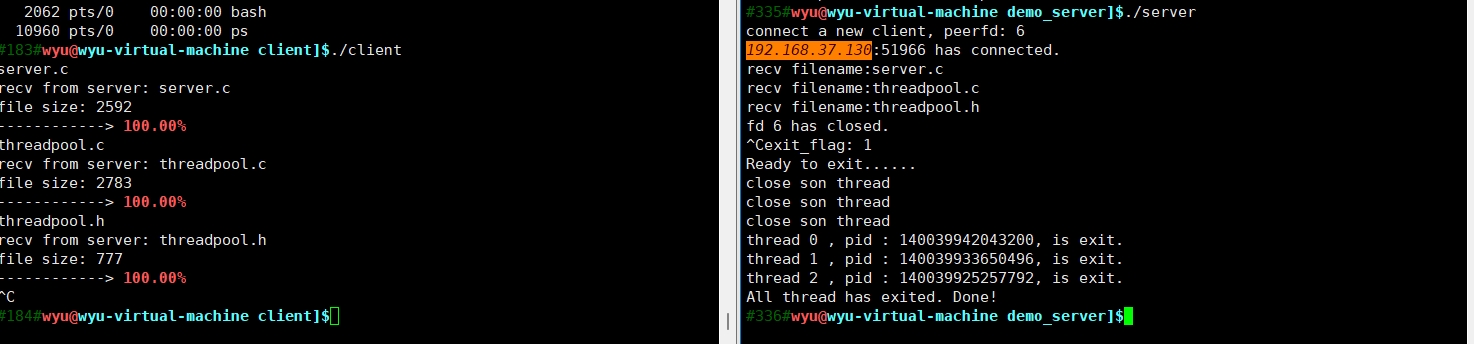 2062 pts/0    00:00:00 bash
10960 pts/0    00:00:00 ps
#183#wyu@wyu-virtual-machine client]$./client
server.c
recv from server: server.c
file size: 2592
------------> 100.00%
threadpool.c
recv from server: threadpool.c
file size: 2783
------------> 100.00%
threadpool.h
recv from server: threadpool.h
file size: 777
------------> 100.00%
^C
#184#wyu@wyu-virtual-machine client]$
#335#wyu@wyu-virtual-machine demo_server]$./server
connect a new client, peerfd: 6
192.168.37.130:51966 has connected.
recv filename:server.c
recv filename:threadpool.c
recv filename:threadpool.h
fd 6 has closed.
^Cexit_flag: 1
Ready to exit......
close son thread
close son thread
close son thread
thread 0 , pid : 140039942043200, is exit.
thread 1 , pid : 140039933650496, is exit.
thread 2 , pid : 140039925257792, is exit.
All thread has exited. Done!
#336#wyu@wyu-virtual-machine demo_server]$